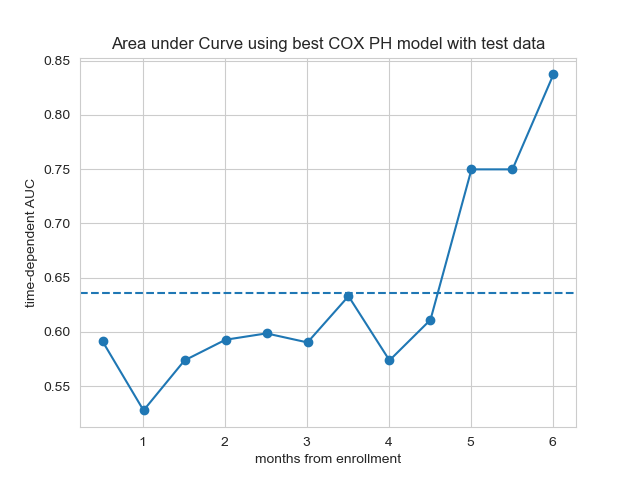 Area under Curve using best COX PH model with test data
0.85
0.80
0.75
0.70
0.65
0.60
0.55
time-dependent AUC
1 2 3 4 5 6
months from enrollment